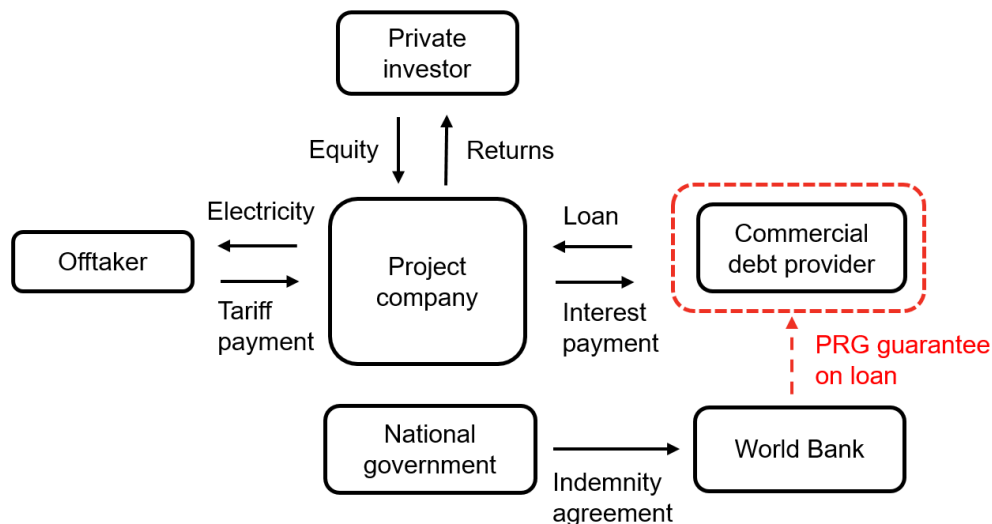 Private
investor
Equity
Returns
Electricity
Loan
Offtaker
Project
company
Commercial
debt provider
Tariff
payment
Interest
payment
PRG guarantee
on loan
National
government
World Bank
Indemnity
agreement